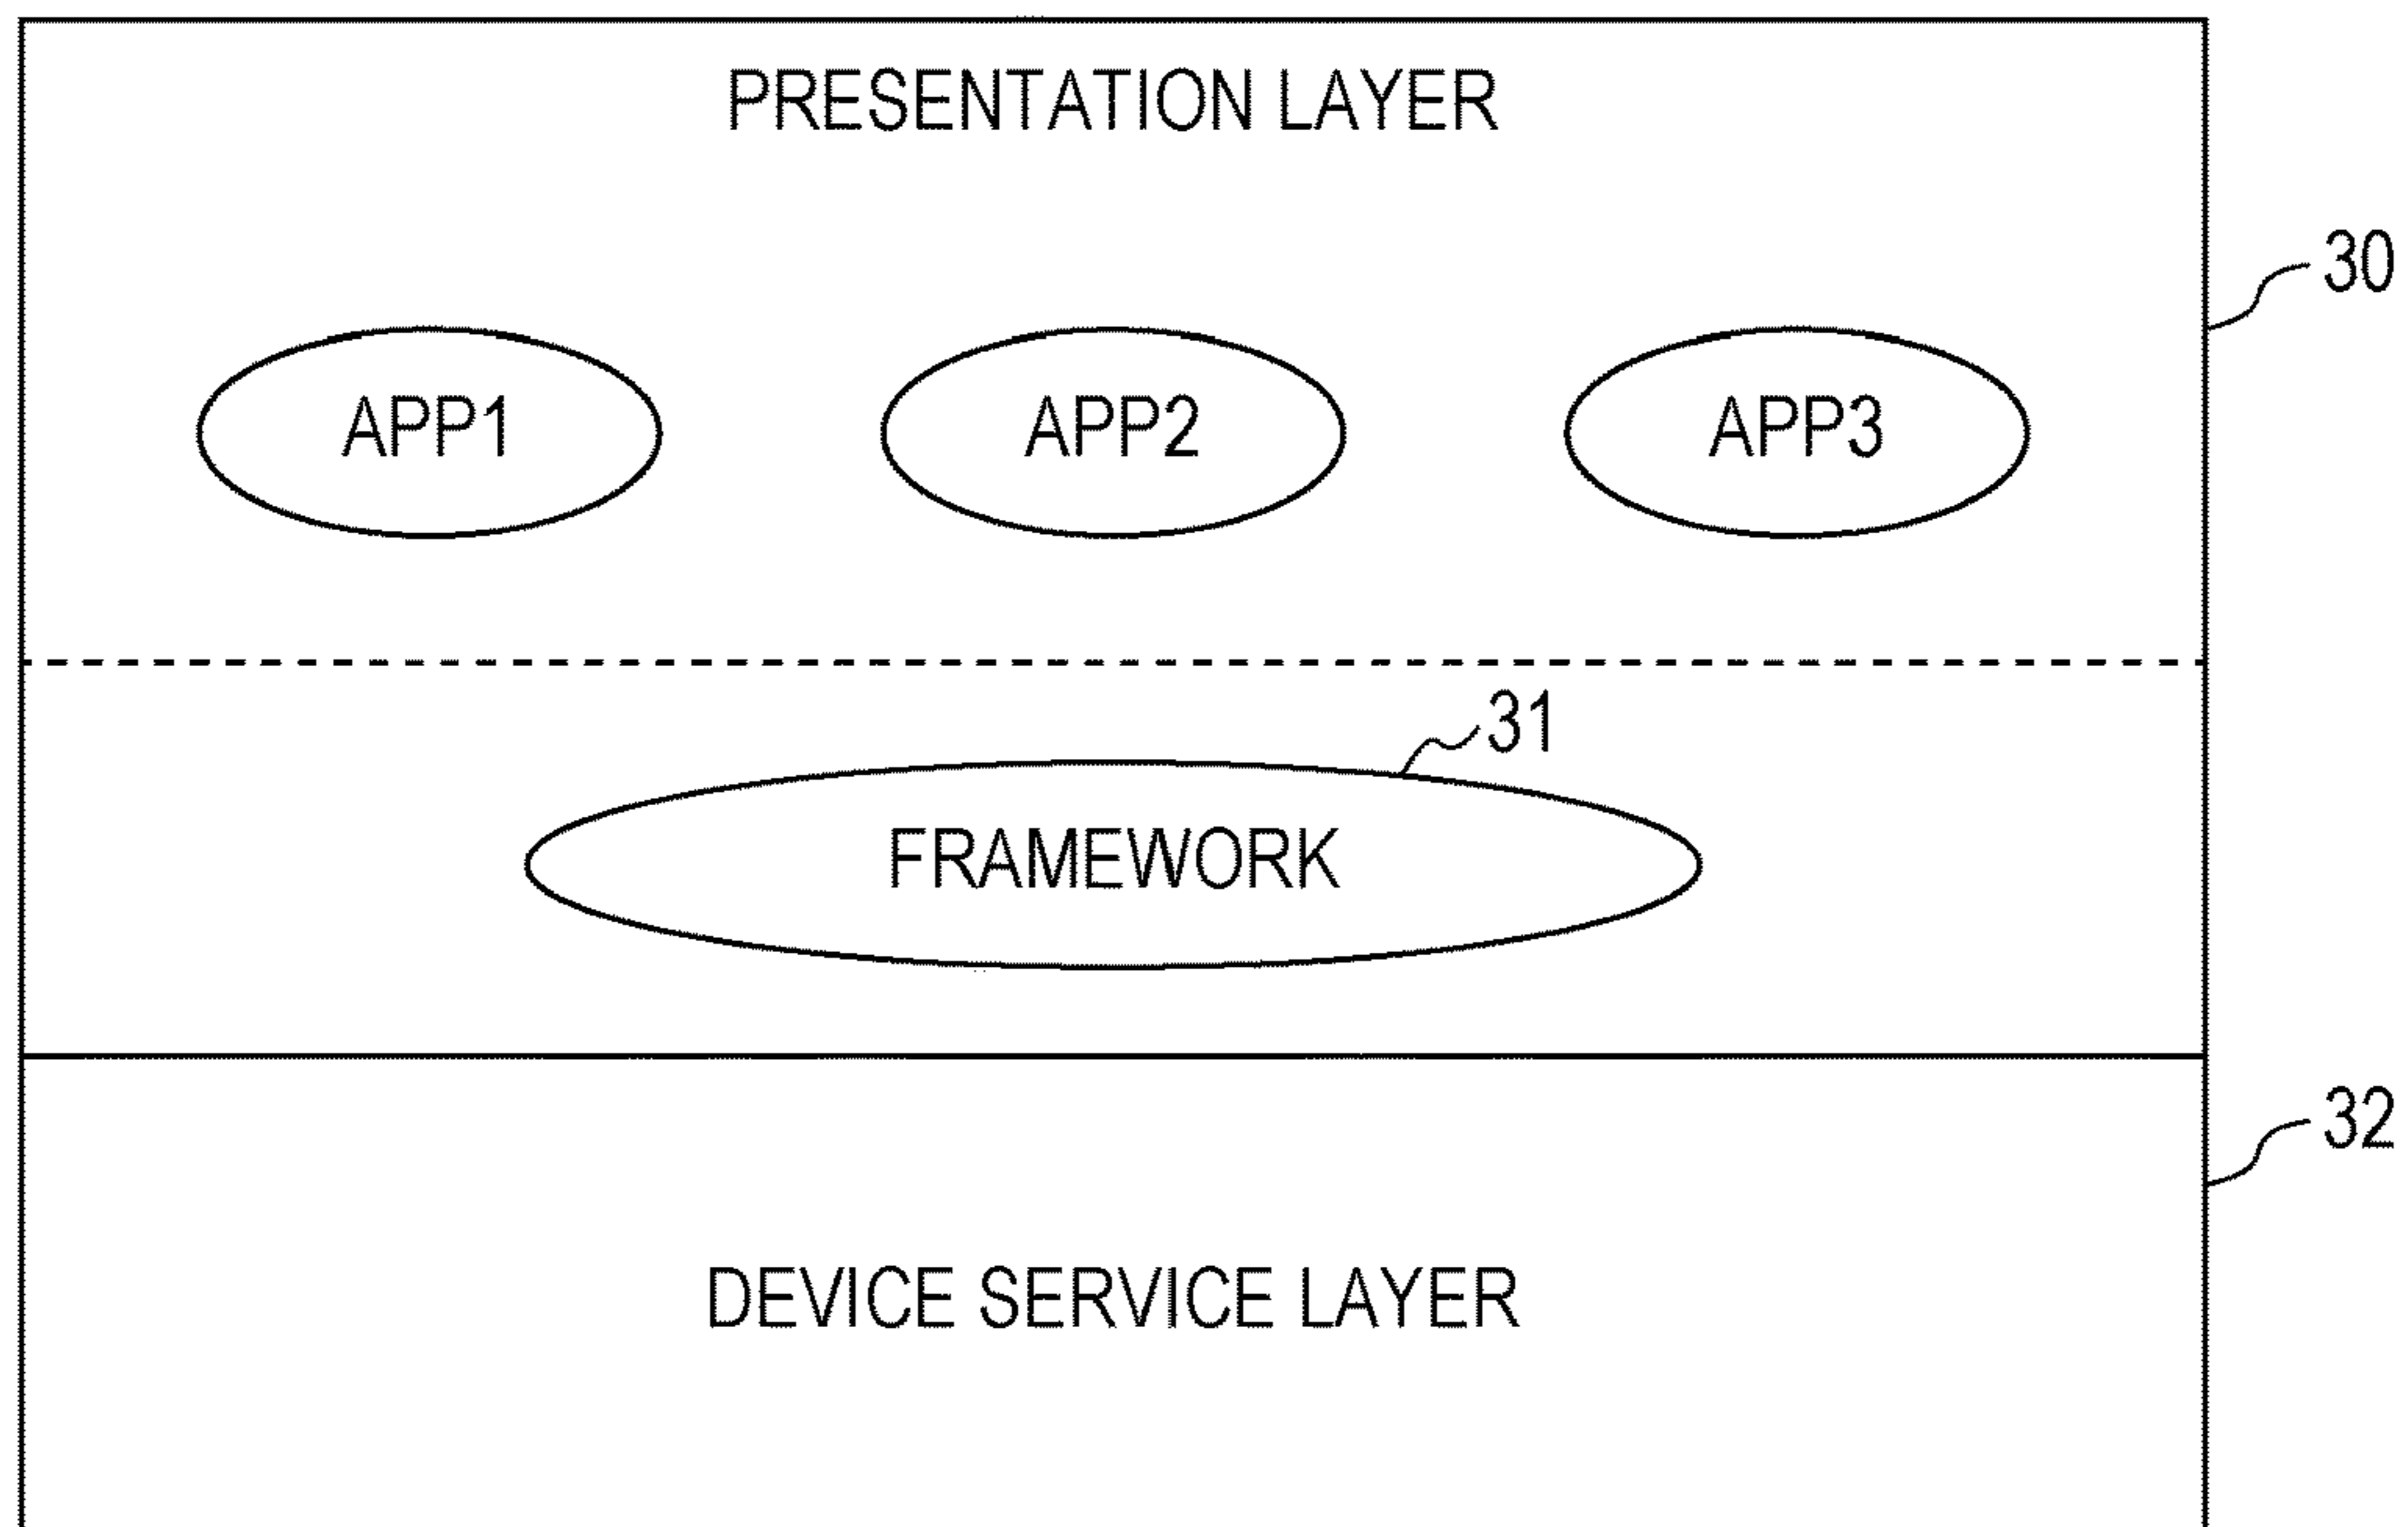 PRESENTATION LAYER
30
APP1 APP2 APP3
31
FRAMEWORK
32
DEVICE SERVICE LAYER